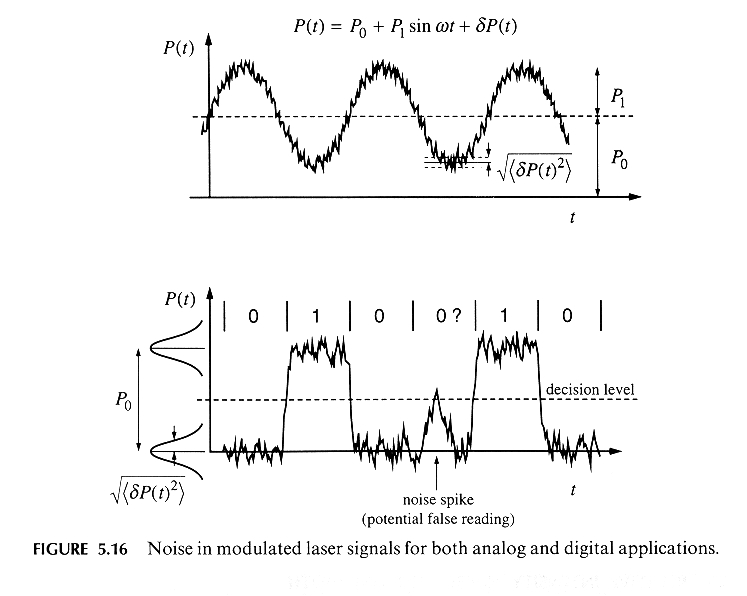 P(t) = P₀ + P₁ sin ωt + δP(t)
P(t)
P₁
P₀
√⟨δP(t)²⟩
t
P(t)
0 1 0 0? 1 0
P₀
decision level
√⟨δP(t)²⟩
t
noise spike
(potential false reading)
FIGURE 5.16 Noise in modulated laser signals for both analog and digital applications.